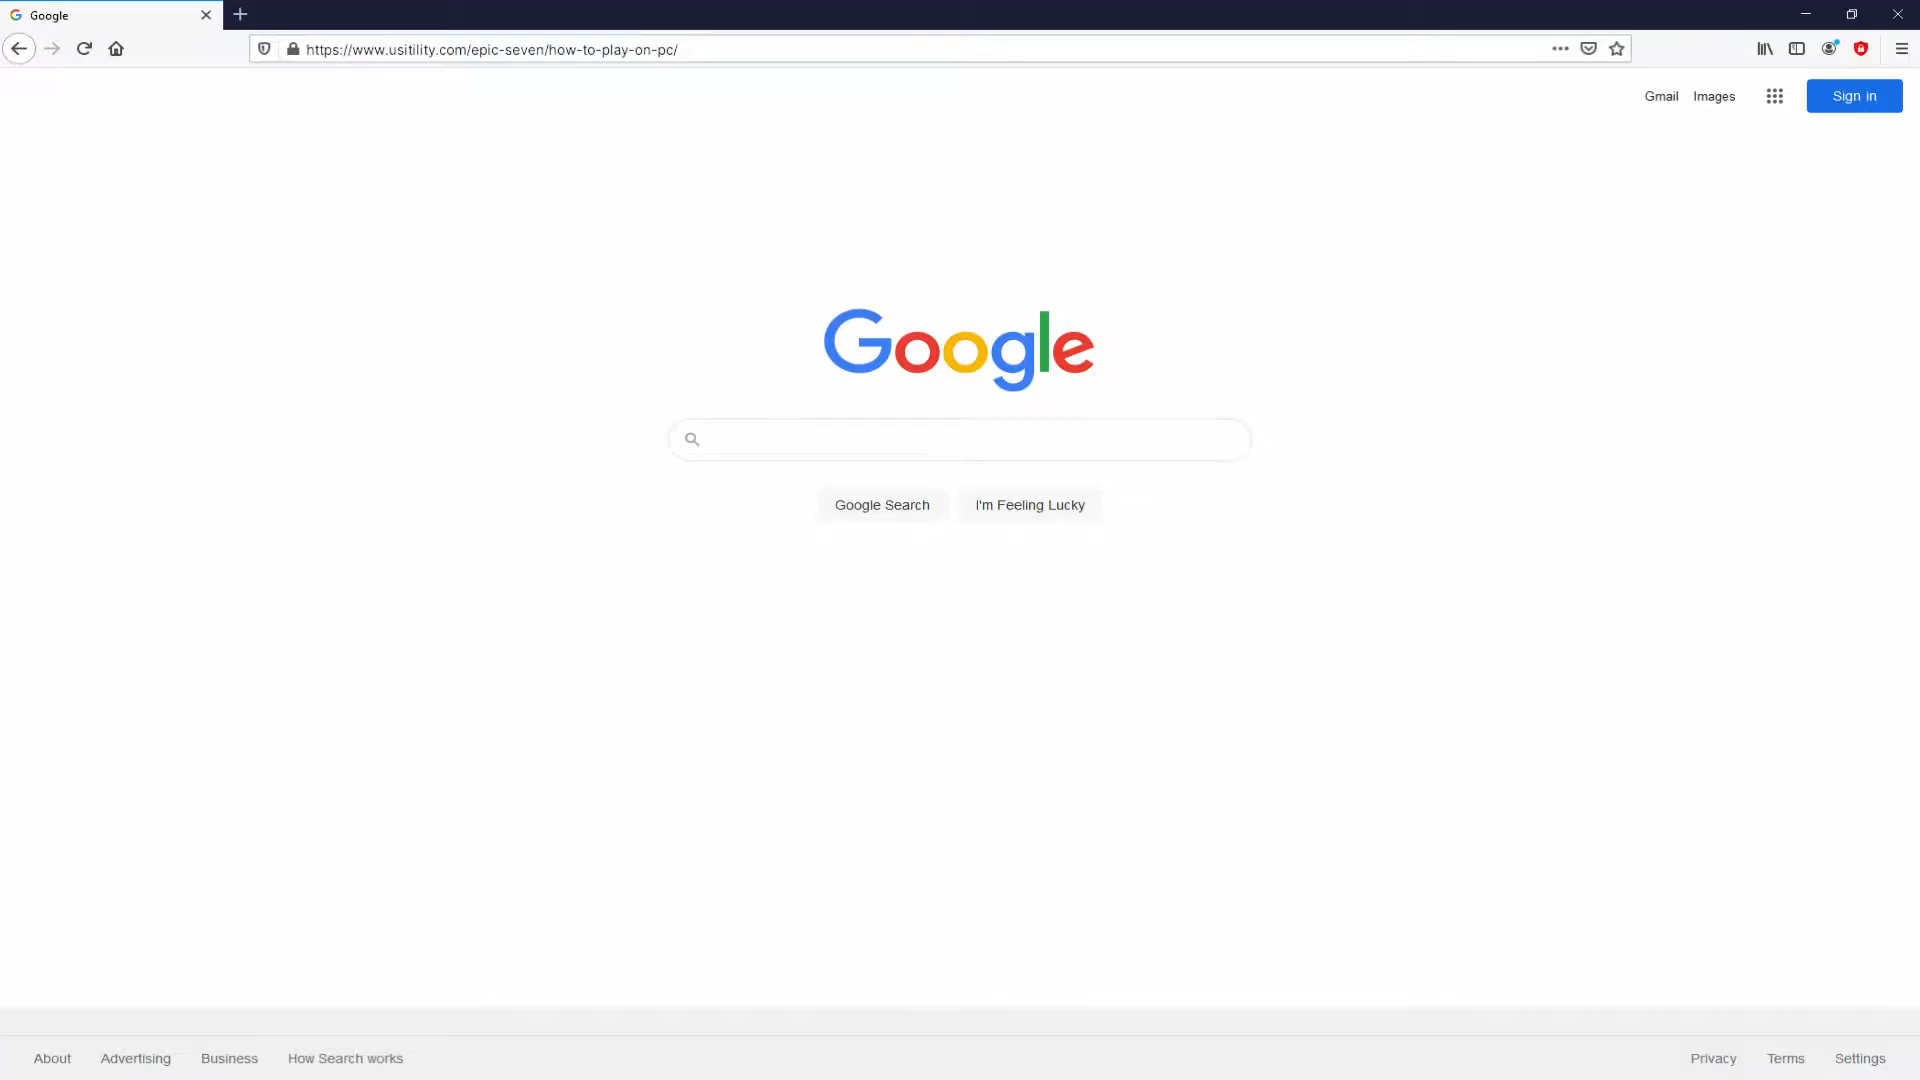 Google
https://www.usitility.com/epic-seven/how-to-play-on-pc/
Gmail Images Sign in
Google
Google Search I'm Feeling Lucky
About Advertising Business How Search works Privacy Terms Settings